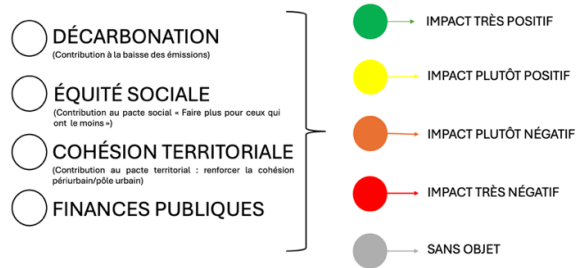 DÉCARBONATION
(Contribution à la baisse des émissions)
ÉQUITÉ SOCIALE
(Contribution au pacte social « Faire plus pour ceux qui
ont le moins »)
COHÉSION TERRITORIALE
(Contribution au pacte territorial : renforcer la cohésion
périurbain/pôle urbain)
FINANCES PUBLIQUES
IMPACT TRÈS POSITIF
IMPACT PLUTÔT POSITIF
IMPACT PLUTÔT NÉGATIF
IMPACT TRÈS NÉGATIF
SANS OBJET